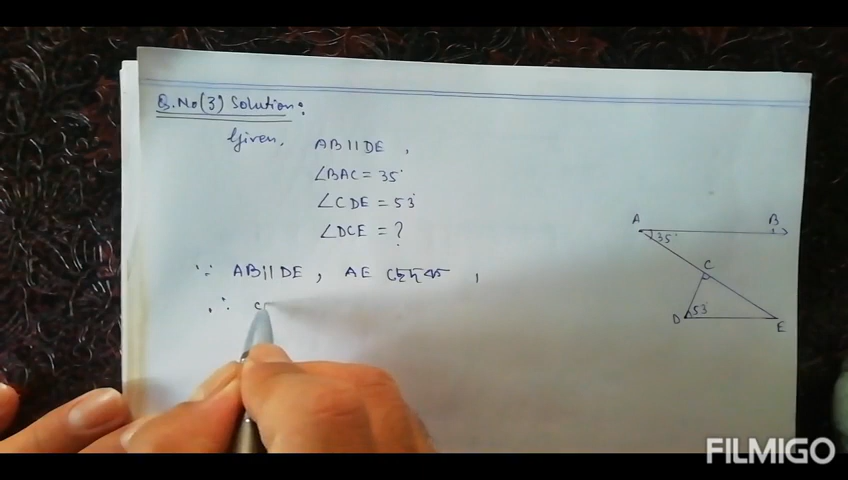 Q.No(3) Solution:
Given, AB||DE,
∠BAC = 35°
∠CDE = 53°
∠DCE = ?
∵ AB||DE, AE ,
∴
A B
35°
C
D 53° E
FILMIGO